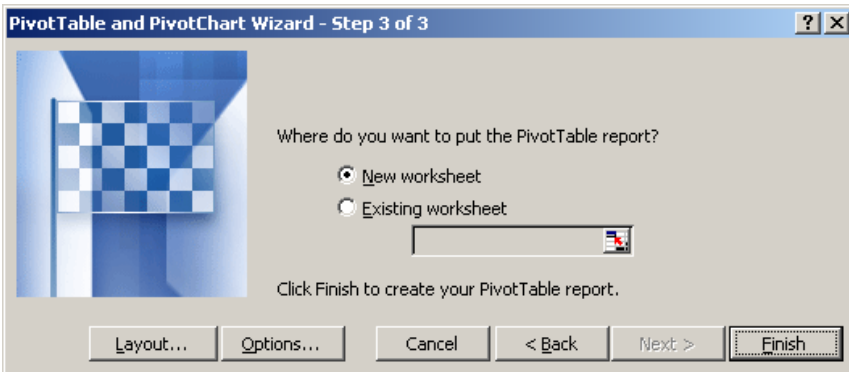 PivotTable and PivotChart Wizard - Step 3 of 3
Where do you want to put the PivotTable report?
New worksheet
Existing worksheet
Click Finish to create your PivotTable report.
Layout... Options... Cancel < Back Next > Finish